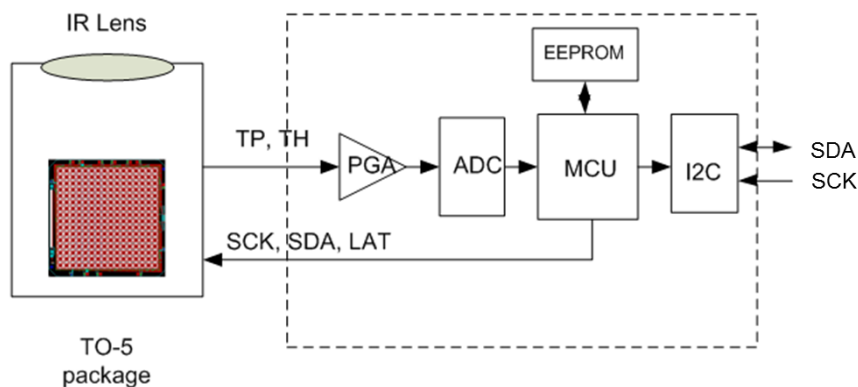 IR Lens
EEPROM
TP, TH
PGA
ADC
MCU
I2C
SDA
SCK
SCK, SDA, LAT
TO-5
package